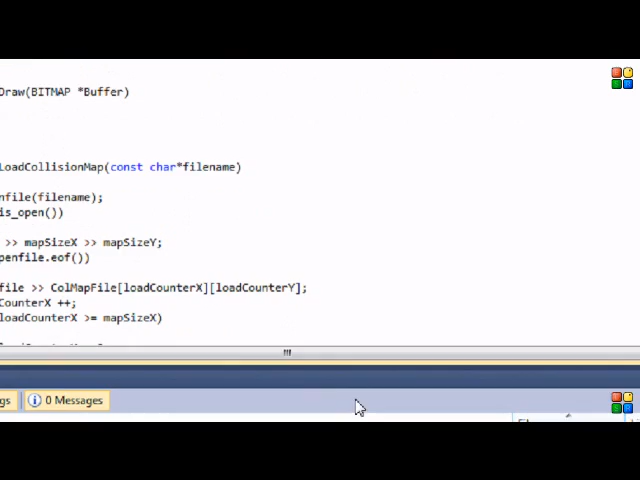 Draw(BITMAP *Buffer)
LoadCollisionMap(const char*filename)
nfile(filename);
is_open())
>> mapSizeX >> mapSizeY;
penfile.eof())
file >> ColMapFile[loadCounterX][loadCounterY];
CounterX ++;
loadCounterX >= mapSizeX)
gs
0 Messages